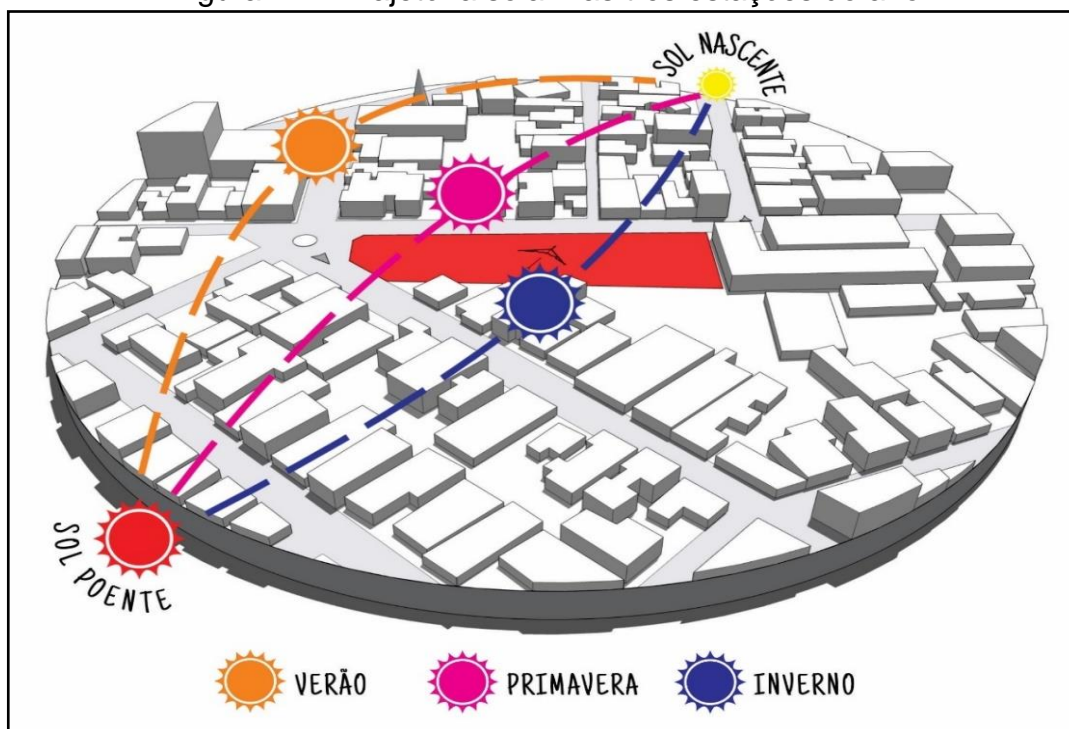 SOL NASCENTE
SOL POENTE
VERÃO
PRIMAVERA
INVERNO